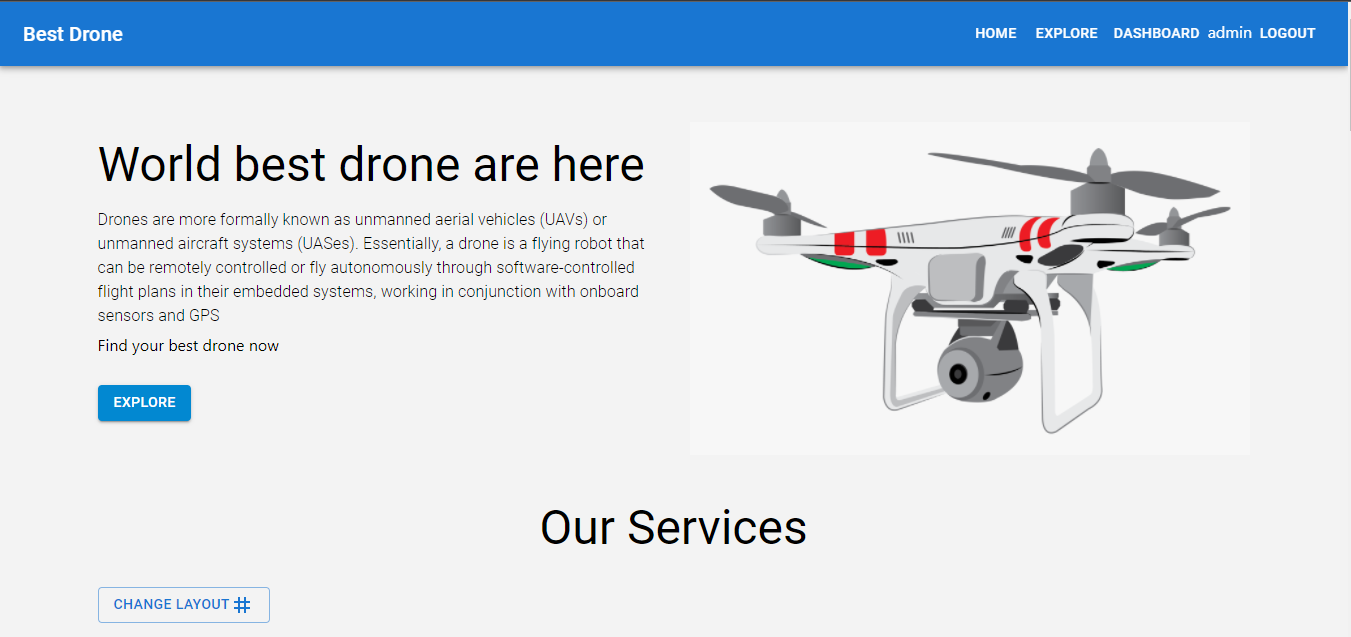 Best Drone
HOME EXPLORE DASHBOARD admin LOGOUT
World best drone are here
Drones are more formally known as unmanned aerial vehicles (UAVs) or
unmanned aircraft systems (UASes). Essentially, a drone is a flying robot that
can be remotely controlled or fly autonomously through software-controlled
flight plans in their embedded systems, working in conjunction with onboard
sensors and GPS
Find your best drone now
EXPLORE
Our Services
CHANGE LAYOUT